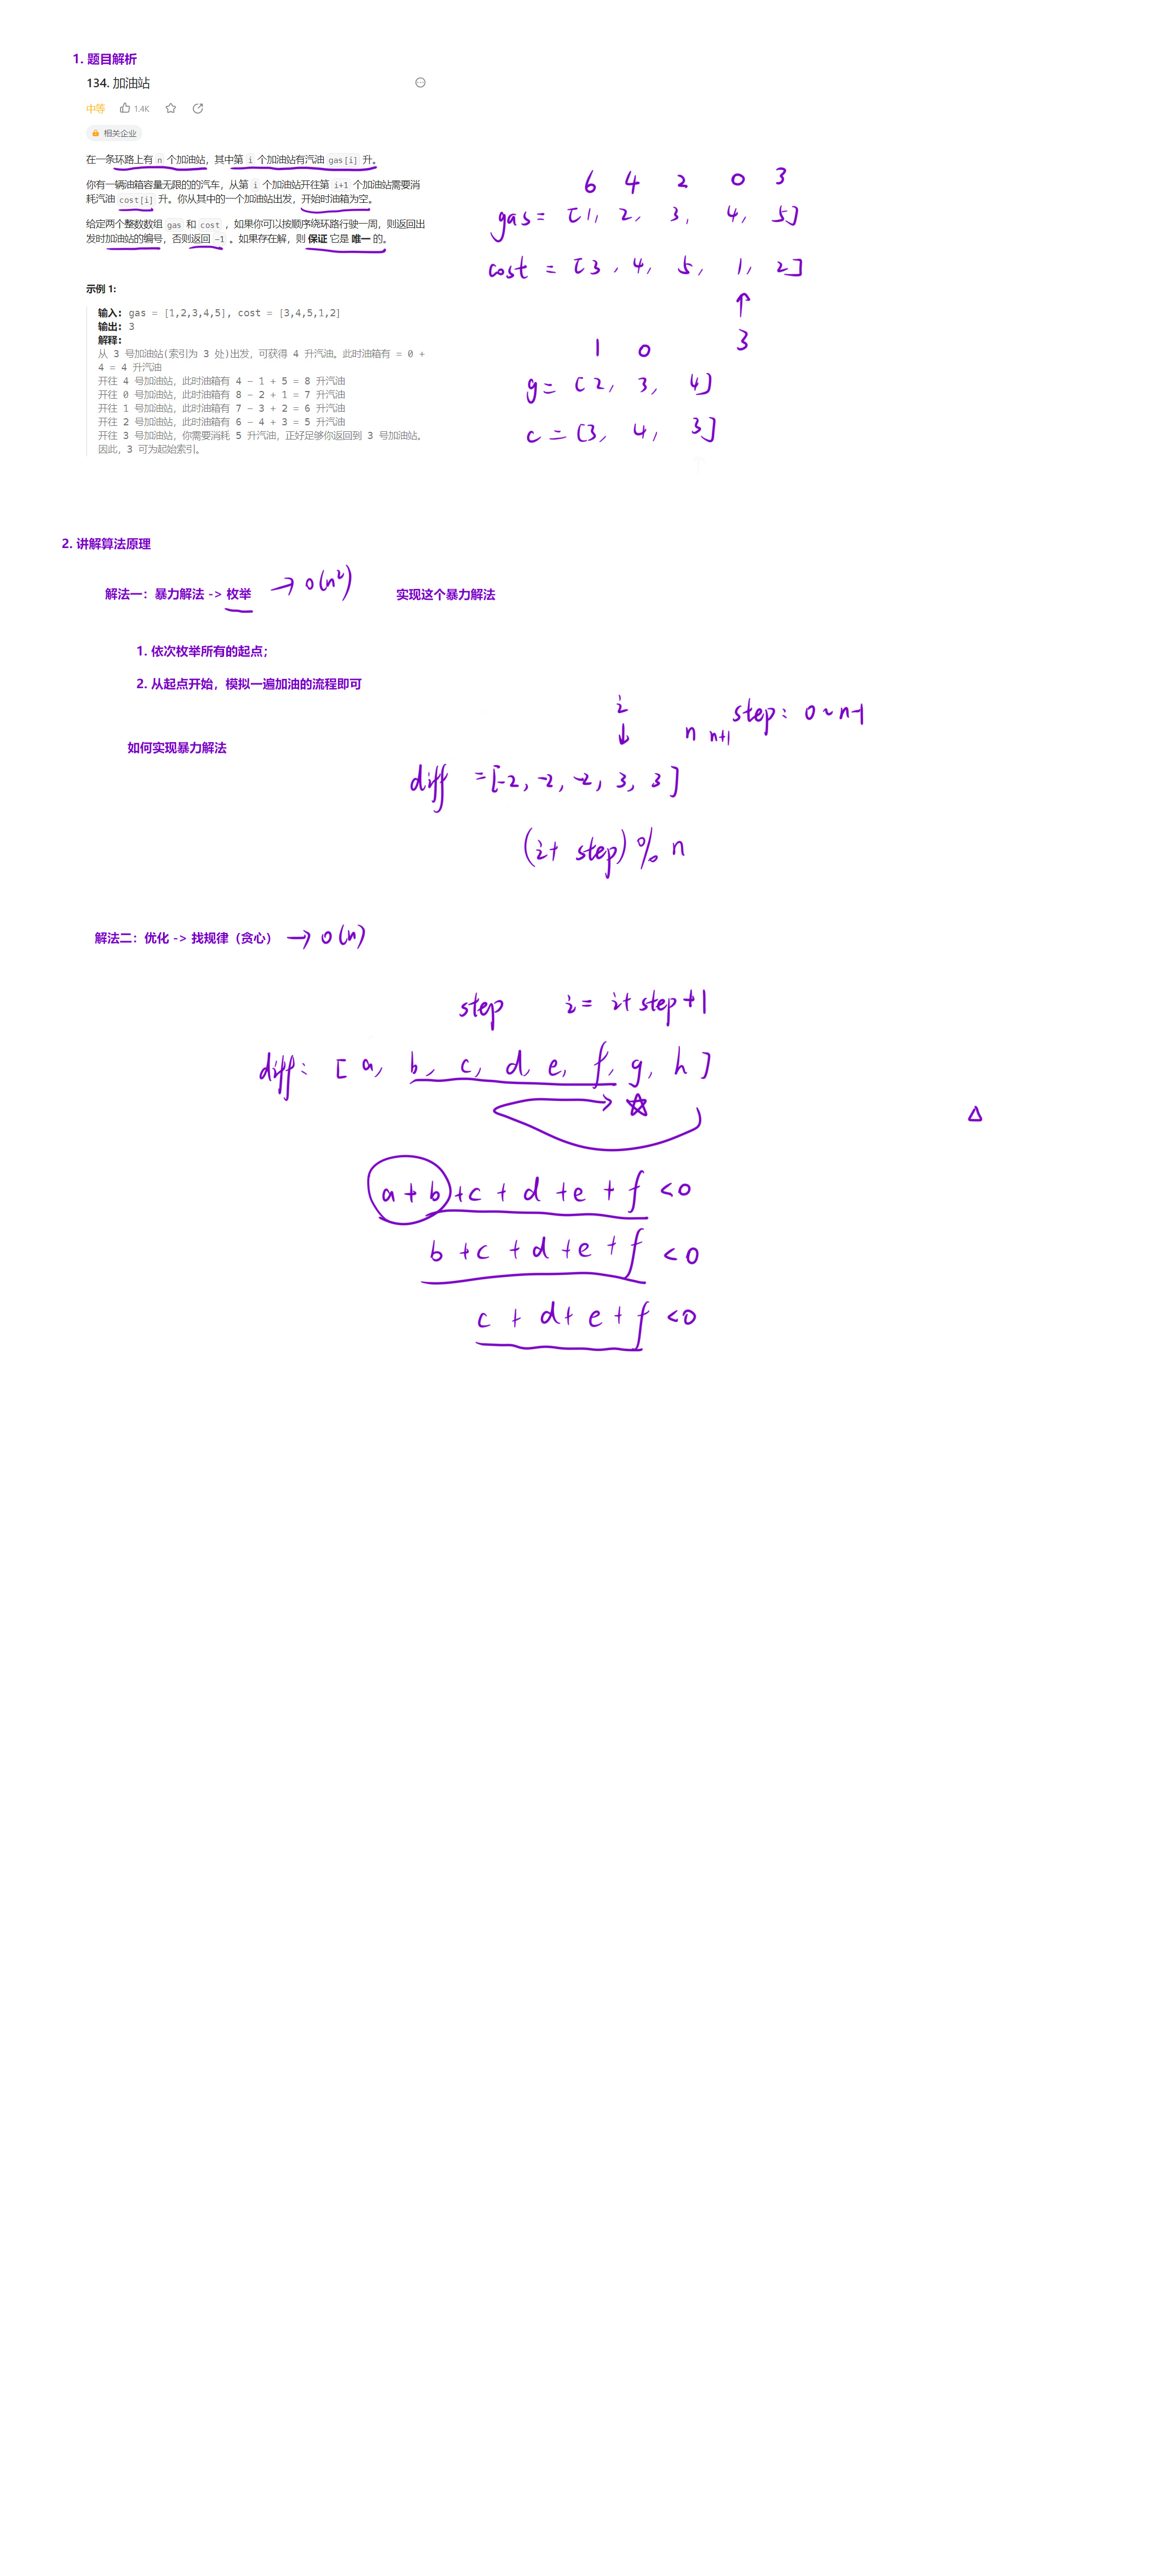 1. 题目解析
134. 加油站
中等 1.4K
相关企业
在一条环路上有 n 个加油站，其中第 i 个加油站有汽油 gas[i] 升。
你有一辆油箱容量无限的的汽车，从第 i 个加油站开往第 i+1 个加油站需要消
耗汽油 cost[i] 升。你从其中的一个加油站出发，开始时油箱为空。
给定两个整数数组 gas 和 cost ，如果你可以按顺序绕环路行驶一周，则返回出
发时加油站的编号，否则返回 -1 。如果存在解，则 保证 它是 唯一 的。
6 4 2 0 3
gas = [1, 2, 3, 4, 5]
cost = [3, 4, 5, 1, 2]
3
1 0
g = [2, 3, 4]
c = [3, 4, 3]
示例 1:
输入: gas = [1,2,3,4,5], cost = [3,4,5,1,2]
输出: 3
解释:
从 3 号加油站(索引为 3 处)出发，可获得 4 升汽油。此时油箱有 = 0 +
4 = 4 升汽油
开往 4 号加油站，此时油箱有 4 - 1 + 5 = 8 升汽油
开往 0 号加油站，此时油箱有 8 - 2 + 1 = 7 升汽油
开往 1 号加油站，此时油箱有 7 - 3 + 2 = 6 升汽油
开往 2 号加油站，此时油箱有 6 - 4 + 3 = 5 升汽油
开往 3 号加油站，你需要消耗 5 升汽油，正好足够你返回到 3 号加油站。
因此，3 可为起始索引。
2. 讲解算法原理
解法一：暴力解法 -> 枚举 → O(n²) 实现这个暴力解法
1. 依次枚举所有的起点；
2. 从起点开始，模拟一遍加油的流程即可
i
n n+1 step: 0 ~ n-1
如何实现暴力解法
diff = [-2, -2, -2, 3, 3]
(i+ step) % n
解法二：优化 -> 找规律（贪心） → O(n)
step i = i+ step +1
diff: [a, b, c, d, e, f, g, h]
a + b + c + d + e + f < 0
b + c + d + e + f < 0
c + d + e + f < 0